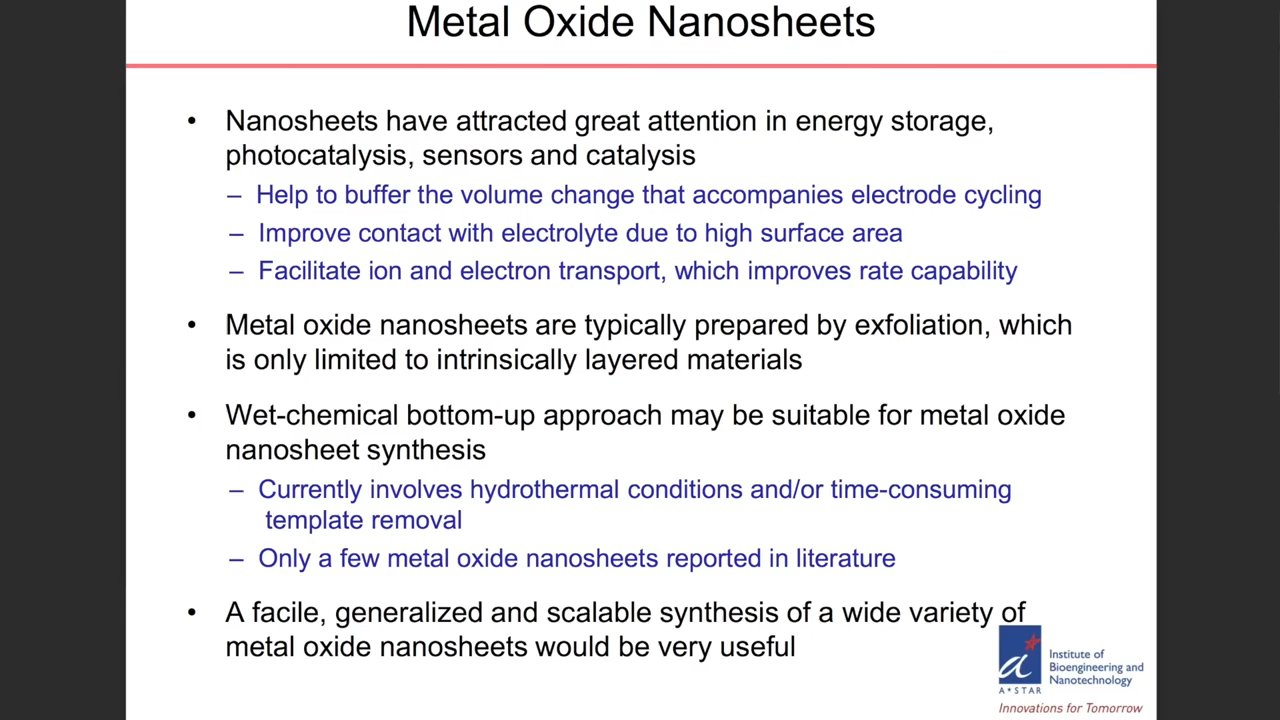 Metal Oxide Nanosheets
• Nanosheets have attracted great attention in energy storage,
photocatalysis, sensors and catalysis
– Help to buffer the volume change that accompanies electrode cycling
– Improve contact with electrolyte due to high surface area
– Facilitate ion and electron transport, which improves rate capability
• Metal oxide nanosheets are typically prepared by exfoliation, which
is only limited to intrinsically layered materials
• Wet-chemical bottom-up approach may be suitable for metal oxide
nanosheet synthesis
– Currently involves hydrothermal conditions and/or time-consuming
template removal
– Only a few metal oxide nanosheets reported in literature
• A facile, generalized and scalable synthesis of a wide variety of
metal oxide nanosheets would be very useful
Institute of
Bioengineering and
Nanotechnology
A★STAR
Innovations for Tomorrow